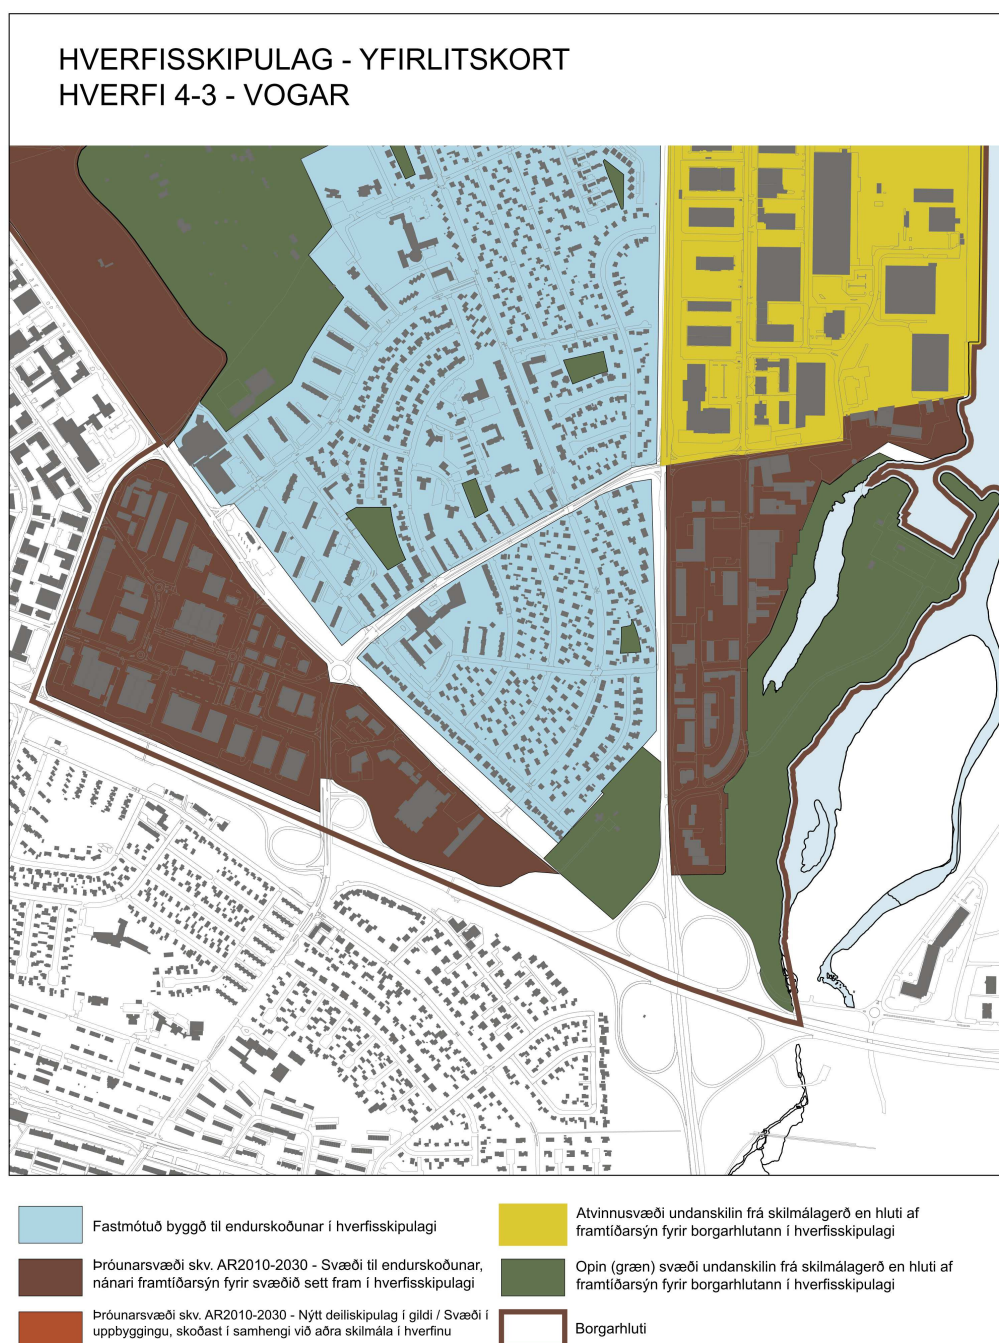 HVERFISSKIPULAG - YFIRLITSKORT
HVERFI 4-3 - VOGAR
Fastmótuð byggð til endurskoðunar í hverfisskipulagi
Þróunarsvæði skv. AR2010-2030 - Svæði til endurskoðunar,
nánari framtíðarsýn fyrir svæðið sett fram í hverfisskipulagi
Þróunarsvæði skv. AR2010-2030 - Nýtt deiliskipulag í gildi / Svæði í
uppbyggingu, skoðast í samhengi við aðra skilmála í hverfinu
Atvinnusvæði undanskilin frá skilmálagerð en hluti af
framtíðarsýn fyrir borgarhlutann í hverfisskipulagi
Opin (græn) svæði undanskilin frá skilmálagerð en hluti af
framtíðarsýn fyrir borgarhlutann í hverfisskipulagi
Borgarhluti